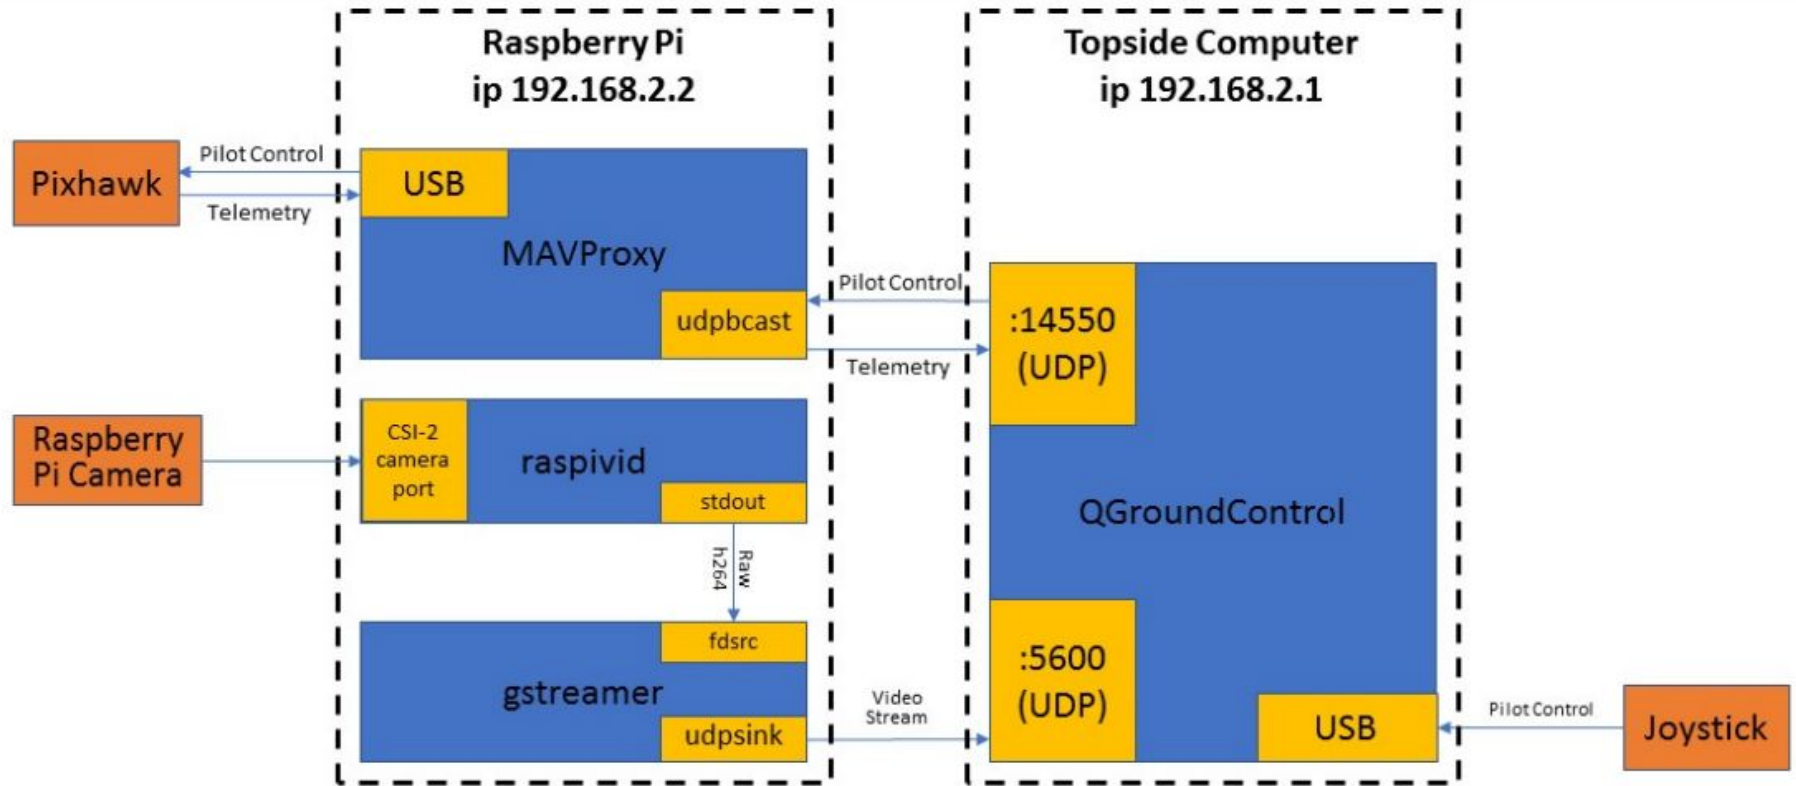 Raspberry Pi
ip 192.168.2.2
Topside Computer
ip 192.168.2.1
Pixhawk
Pilot Control
Telemetry
USB
MAVProxy
udpbcast
Pilot Control
Telemetry
:14550
(UDP)
Raspberry
Pi Camera
CSI-2
camera
port
raspivid
stdout
Raw
h264
QGroundControl
fdsrc
gstreamer
udpsink
Video
Stream
:5600
(UDP)
USB
Pilot Control
Joystick